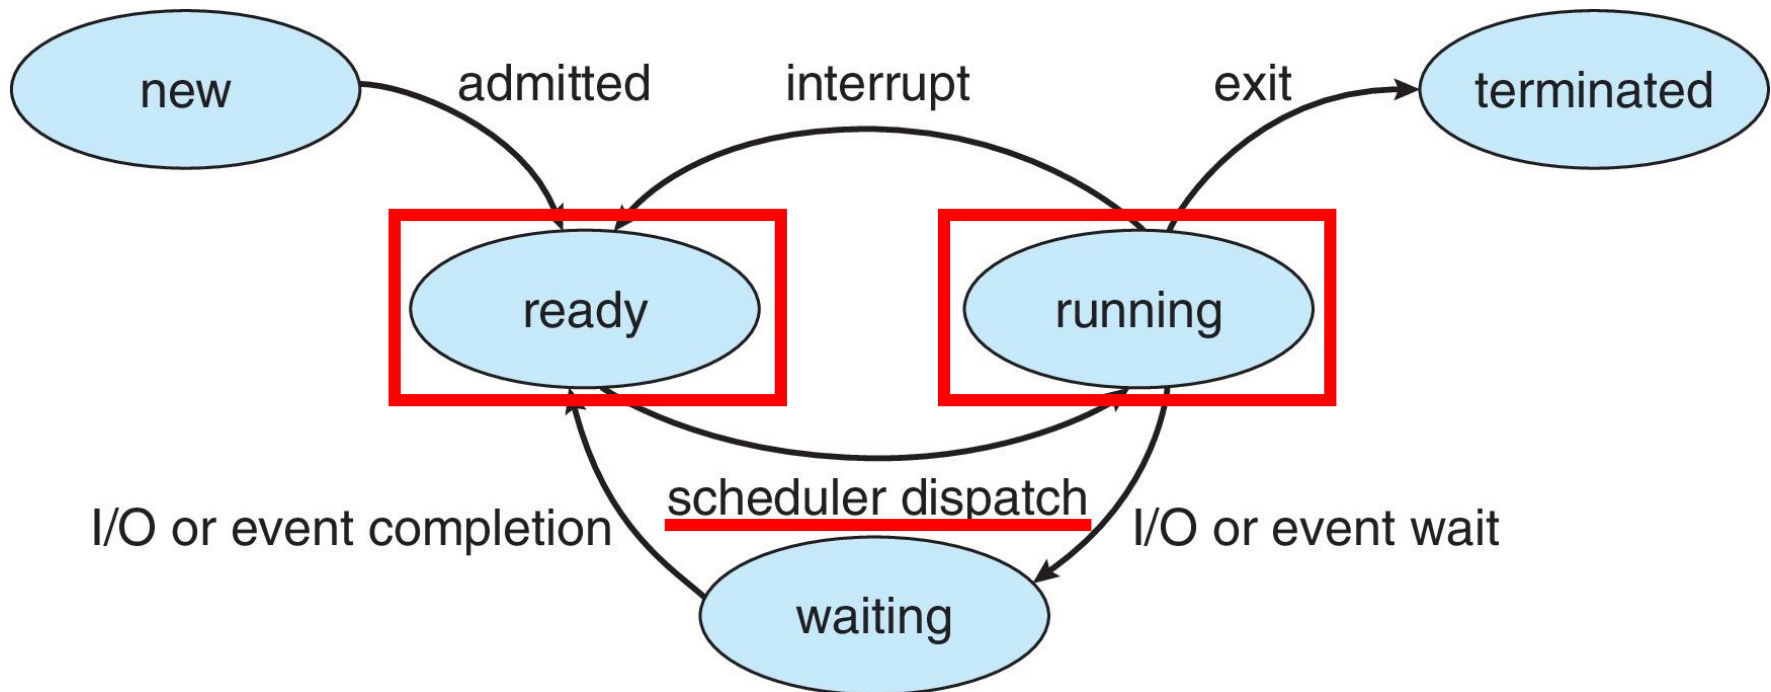 new
admitted
interrupt
exit
terminated
ready
running
scheduler dispatch
I/O or event completion
I/O or event wait
waiting